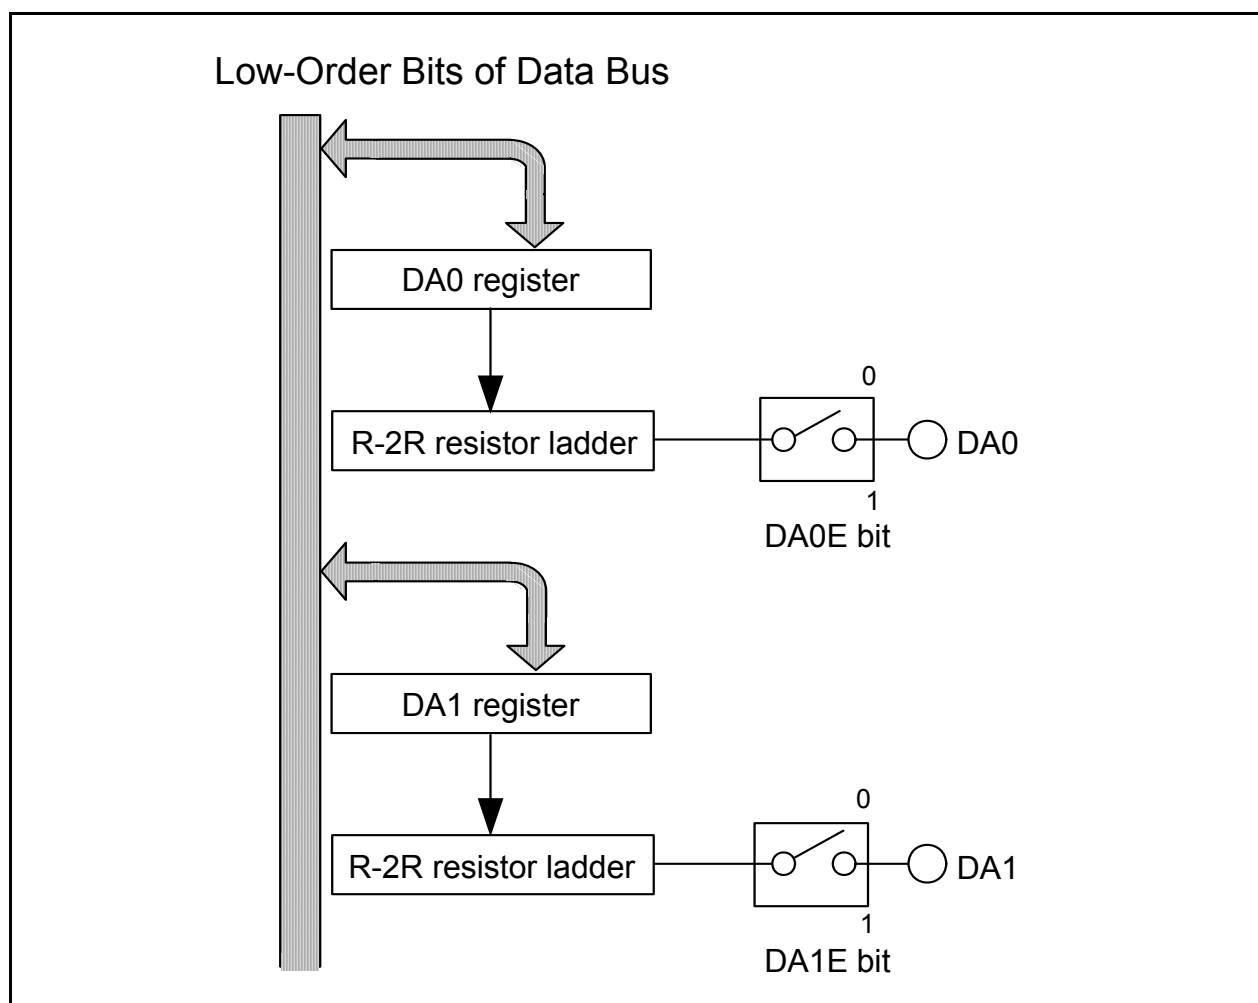 Low-Order Bits of Data Bus
DA0 register
0
R-2R resistor ladder
DA0
1
DA0E bit
DA1 register
0
R-2R resistor ladder
DA1
1
DA1E bit